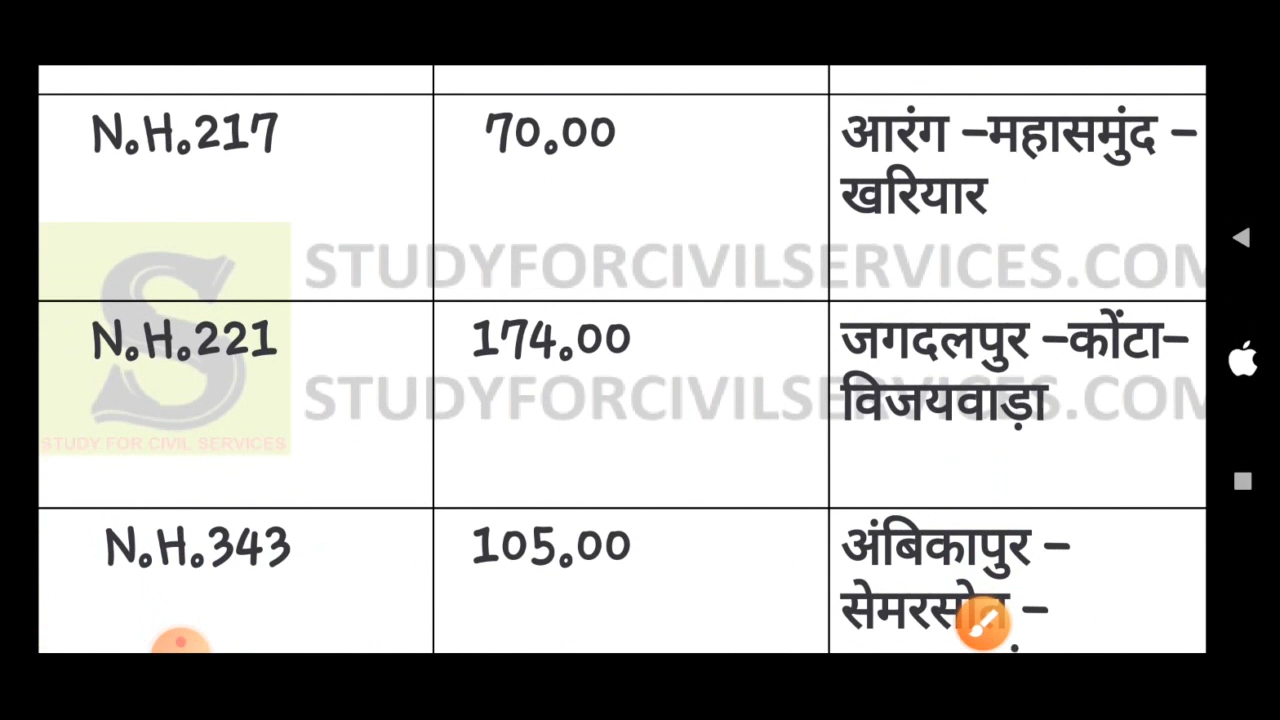 N.H.217 70.00 आरंग –महासमुंद –
खरियार
STUDYFORCIVILSERVICES.COM
N.H.221 174.00 जगदलपुर –कोंटा–
विजयवाड़ा
STUDYFORCIVILSERVICES.COM
STUDY FOR CIVIL SERVICES
N.H.343 105.00 अंबिकापुर –
–